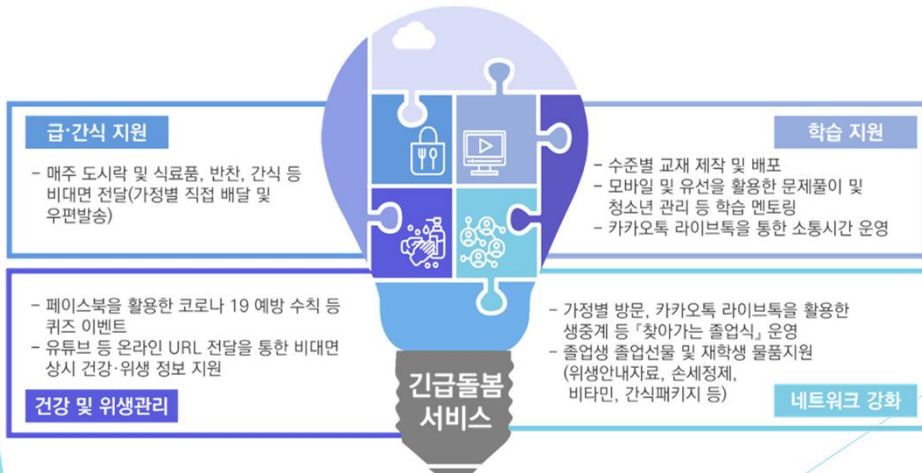 급·간식 지원
- 매주 도시락 및 식료품, 반찬, 간식 등
비대면 전달(가정별 직접 배달 및
우편발송)
학습 지원
- 수준별 교재 제작 및 배포
- 모바일 및 유선을 활용한 문제풀이 및
청소년 관리 등 학습 멘토링
- 카카오톡 라이브톡을 통한 소통시간 운영
- 페이스북을 활용한 코로나 19 예방 수칙 등
퀴즈 이벤트
- 유튜브 등 온라인 URL 전달을 통한 비대면
상시 건강·위생 정보 지원
건강 및 위생관리
- 가정별 방문, 카카오톡 라이브톡을 활용한
생중계 등 「찾아가는 졸업식」 운영
- 졸업생 졸업선물 및 재학생 물품지원
(위생안내자료, 손세정제,
비타민, 간식패키지 등)
네트워크 강화
긴급돌봄
서비스